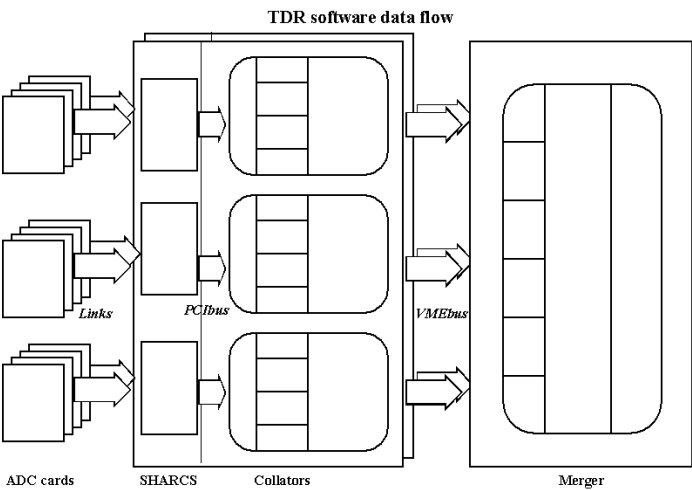 TDR software data flow
Links
PCIbus
VMEbus
ADC cards
SHARCS
Collators
Merger